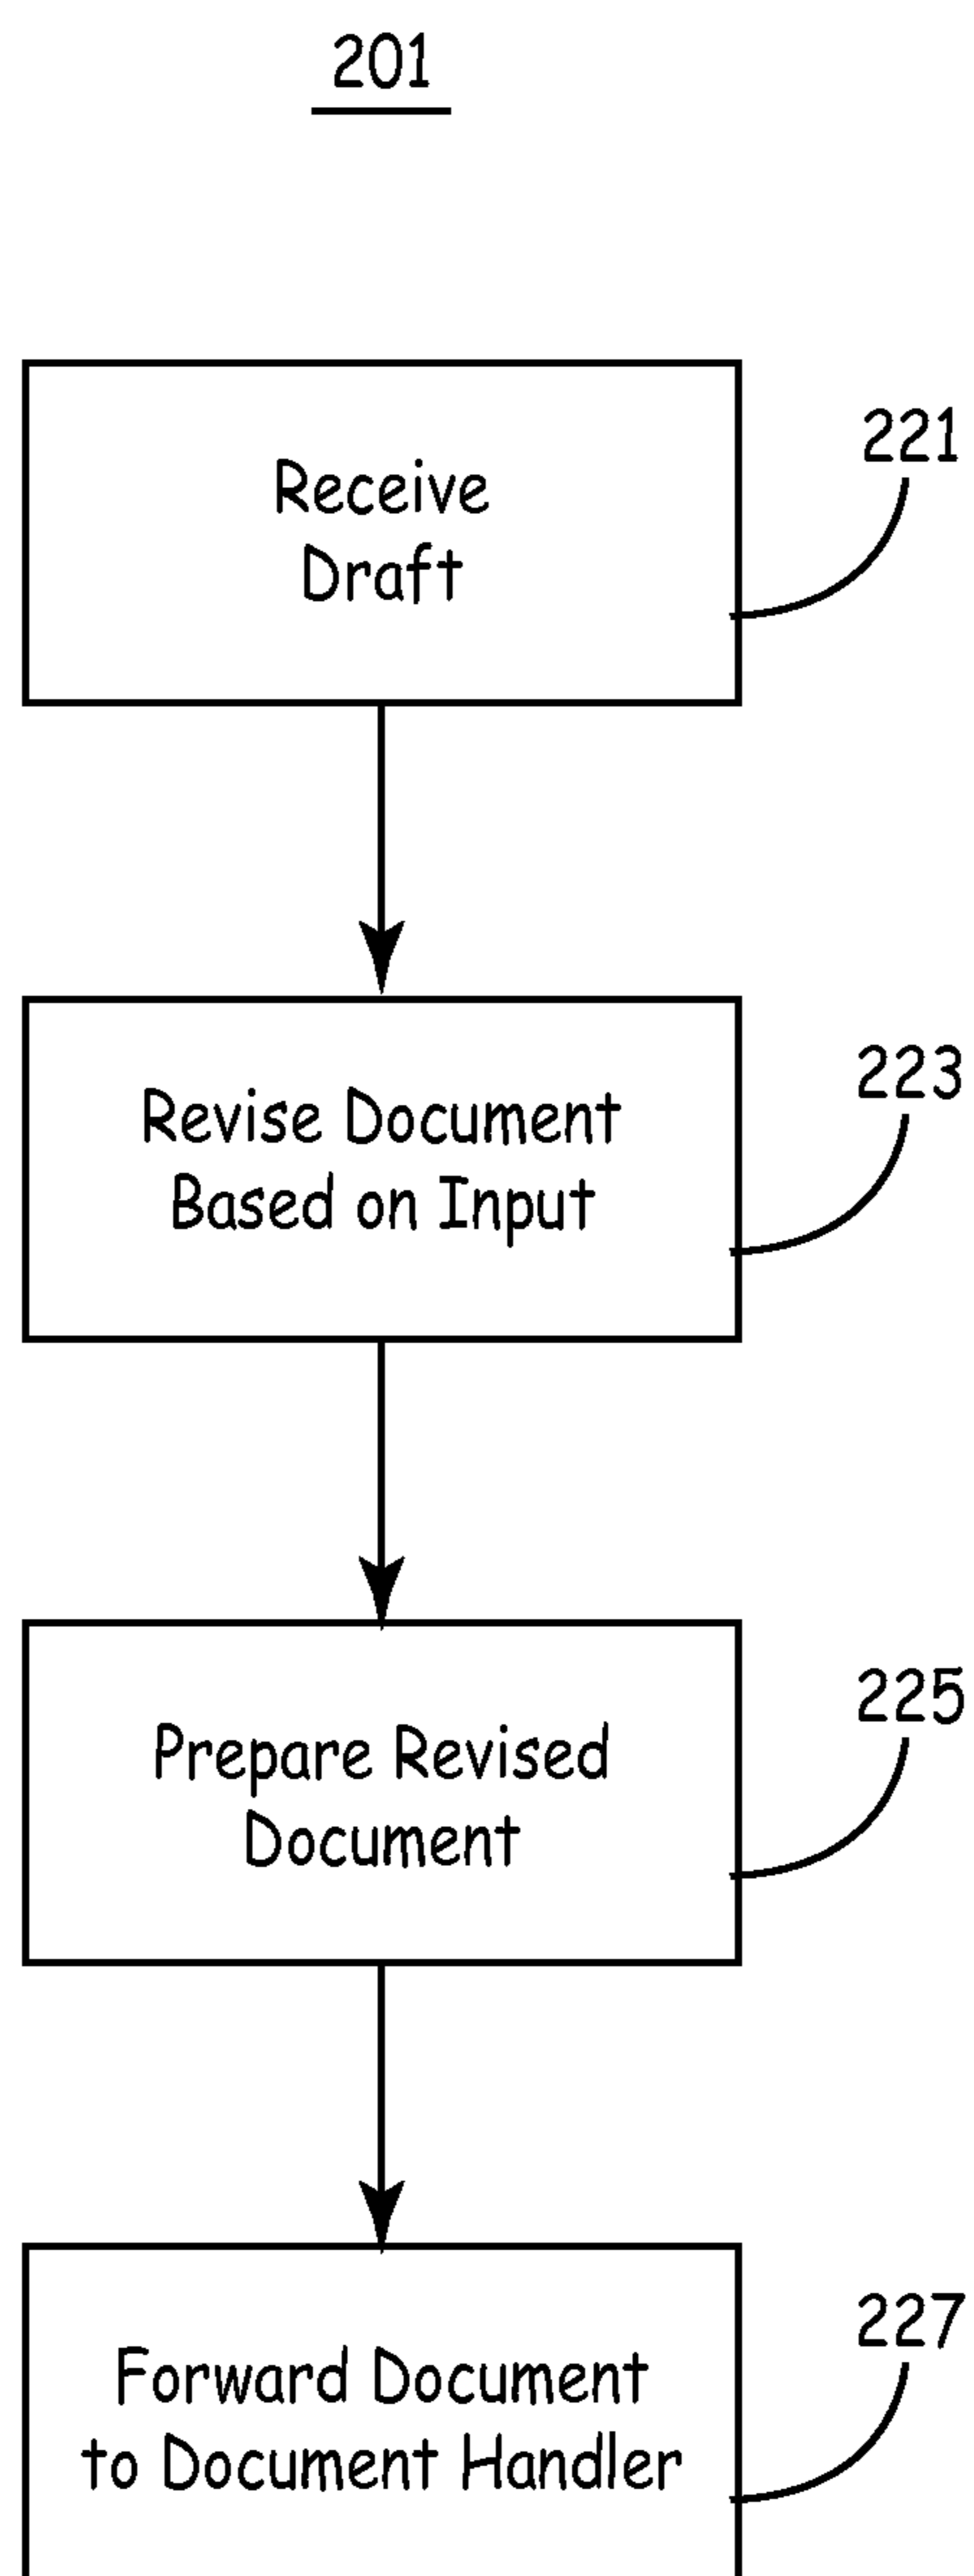 201
221
Receive
Draft
223
Revise Document
Based on Input
225
Prepare Revised
Document
227
Forward Document
to Document Handler